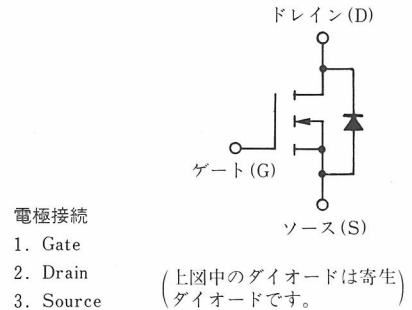 ドレイン(D)
ゲート(G)
ソース(S)
電極接続
1. Gate
2. Drain
3. Source
(上図中のダイオードは寄生
ダイオードです。)